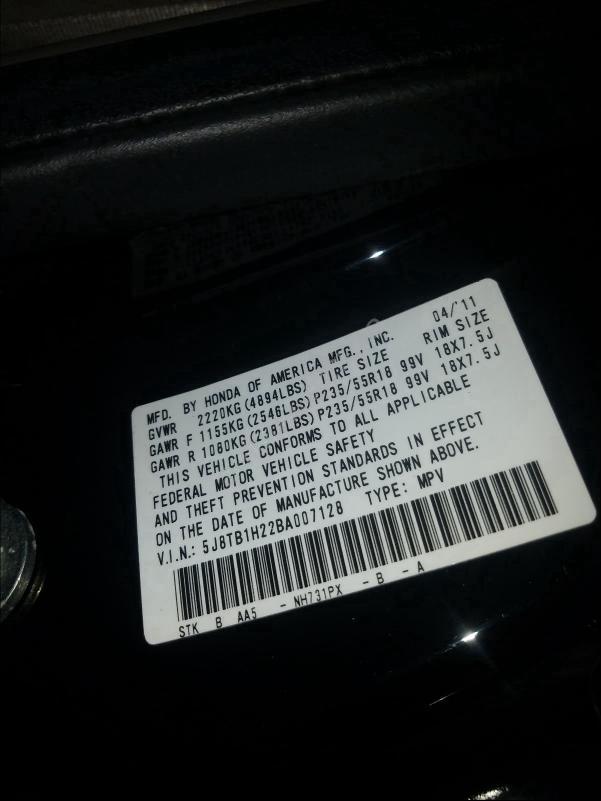 MFD. BY HONDA OF AMERICA MFG., INC. 04/'11
GVWR 2220KG(4894LBS) TIRE SIZE RIM SIZE
GAWR F 1155KG(2546LBS)P235/55R18 99V 18X7.5J
GAWR R 1080KG(2381LBS)P235/55R18 99V 18X7.5J
THIS VEHICLE CONFORMS TO ALL APPLICABLE
FEDERAL MOTOR VEHICLE SAFETY
AND THEFT PREVENTION STANDARDS IN EFFECT
ON THE DATE OF MANUFACTURE SHOWN ABOVE.
V.I.N.: 5J8TB1H22BA007128 TYPE: MPV
STK B AA5 - NH731PX - B - A